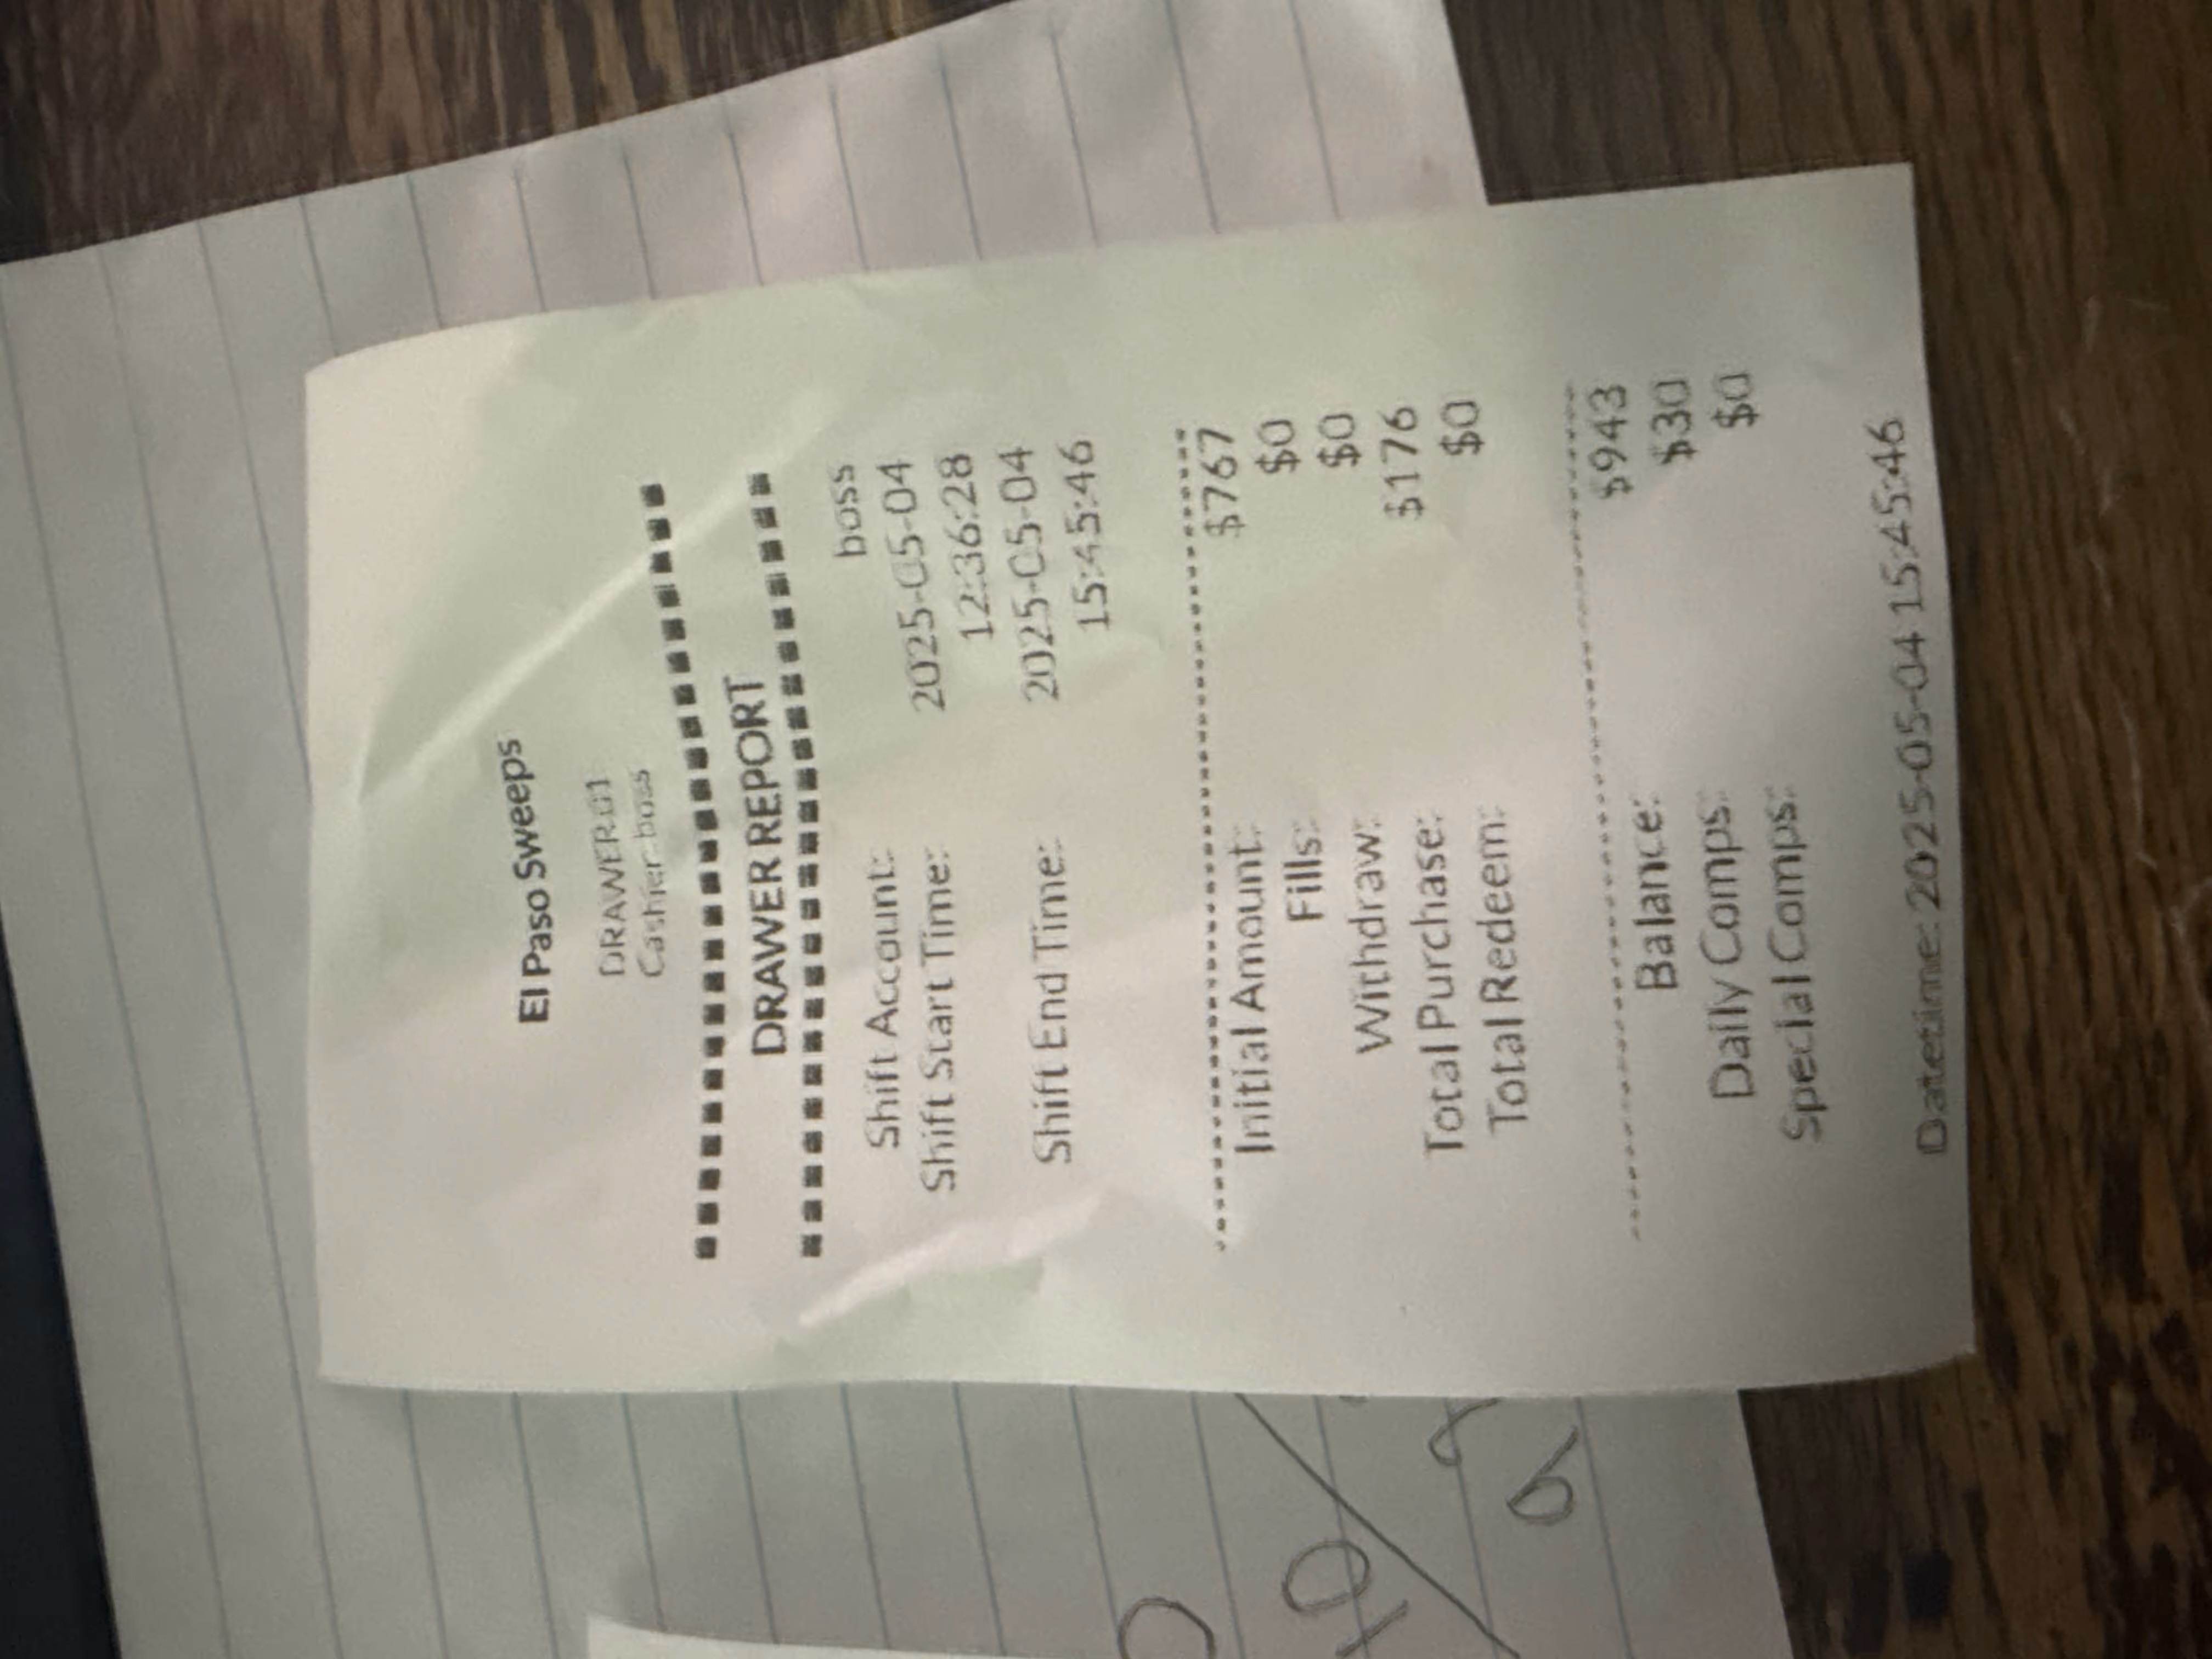 El Paso Sweeps
DRAWER:01
Cashier:boss
DRAWER REPORT
Shift Account: boss
Shift Start Time: 2025-05-04
12:36:28
Shift End Time: 2025-05-04
15:45:46
Initial Amount: $767
Fills: $0
Withdraw: $0
Total Purchase: $176
Total Redeem: $0
Balance: $943
Daily Comps: $30
Special Comps: $0
Datetime: 2025-05-04 15:45:46